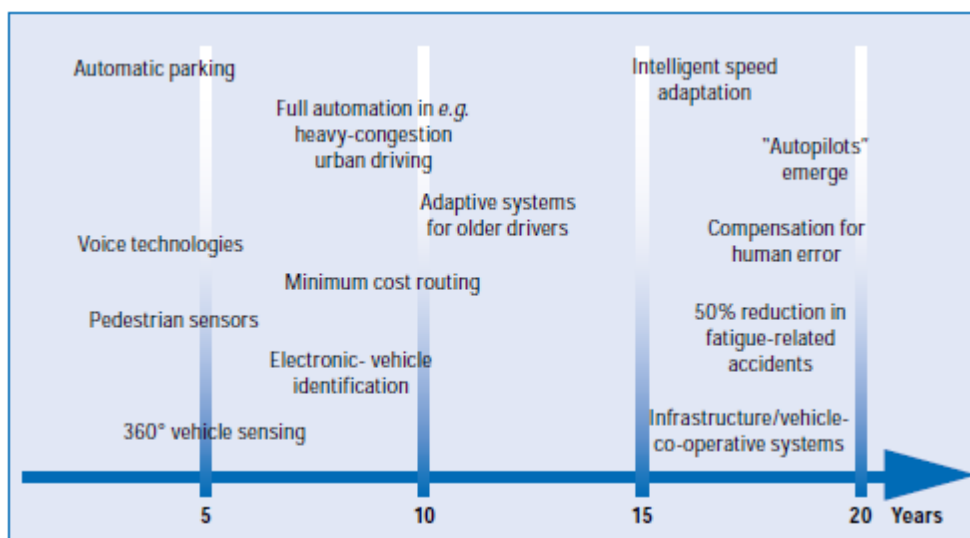 Automatic parking
Full automation in e.g.
heavy-congestion
urban driving
Voice technologies
Minimum cost routing
Pedestrian sensors
Electronic- vehicle
identification
360° vehicle sensing
Adaptive systems
for older drivers
Intelligent speed
adaptation
"Autopilots"
emerge
Compensation for
human error
50% reduction in
fatigue-related
accidents
Infrastructure/vehicle-
co-operative systems
5
10
15
20
Years